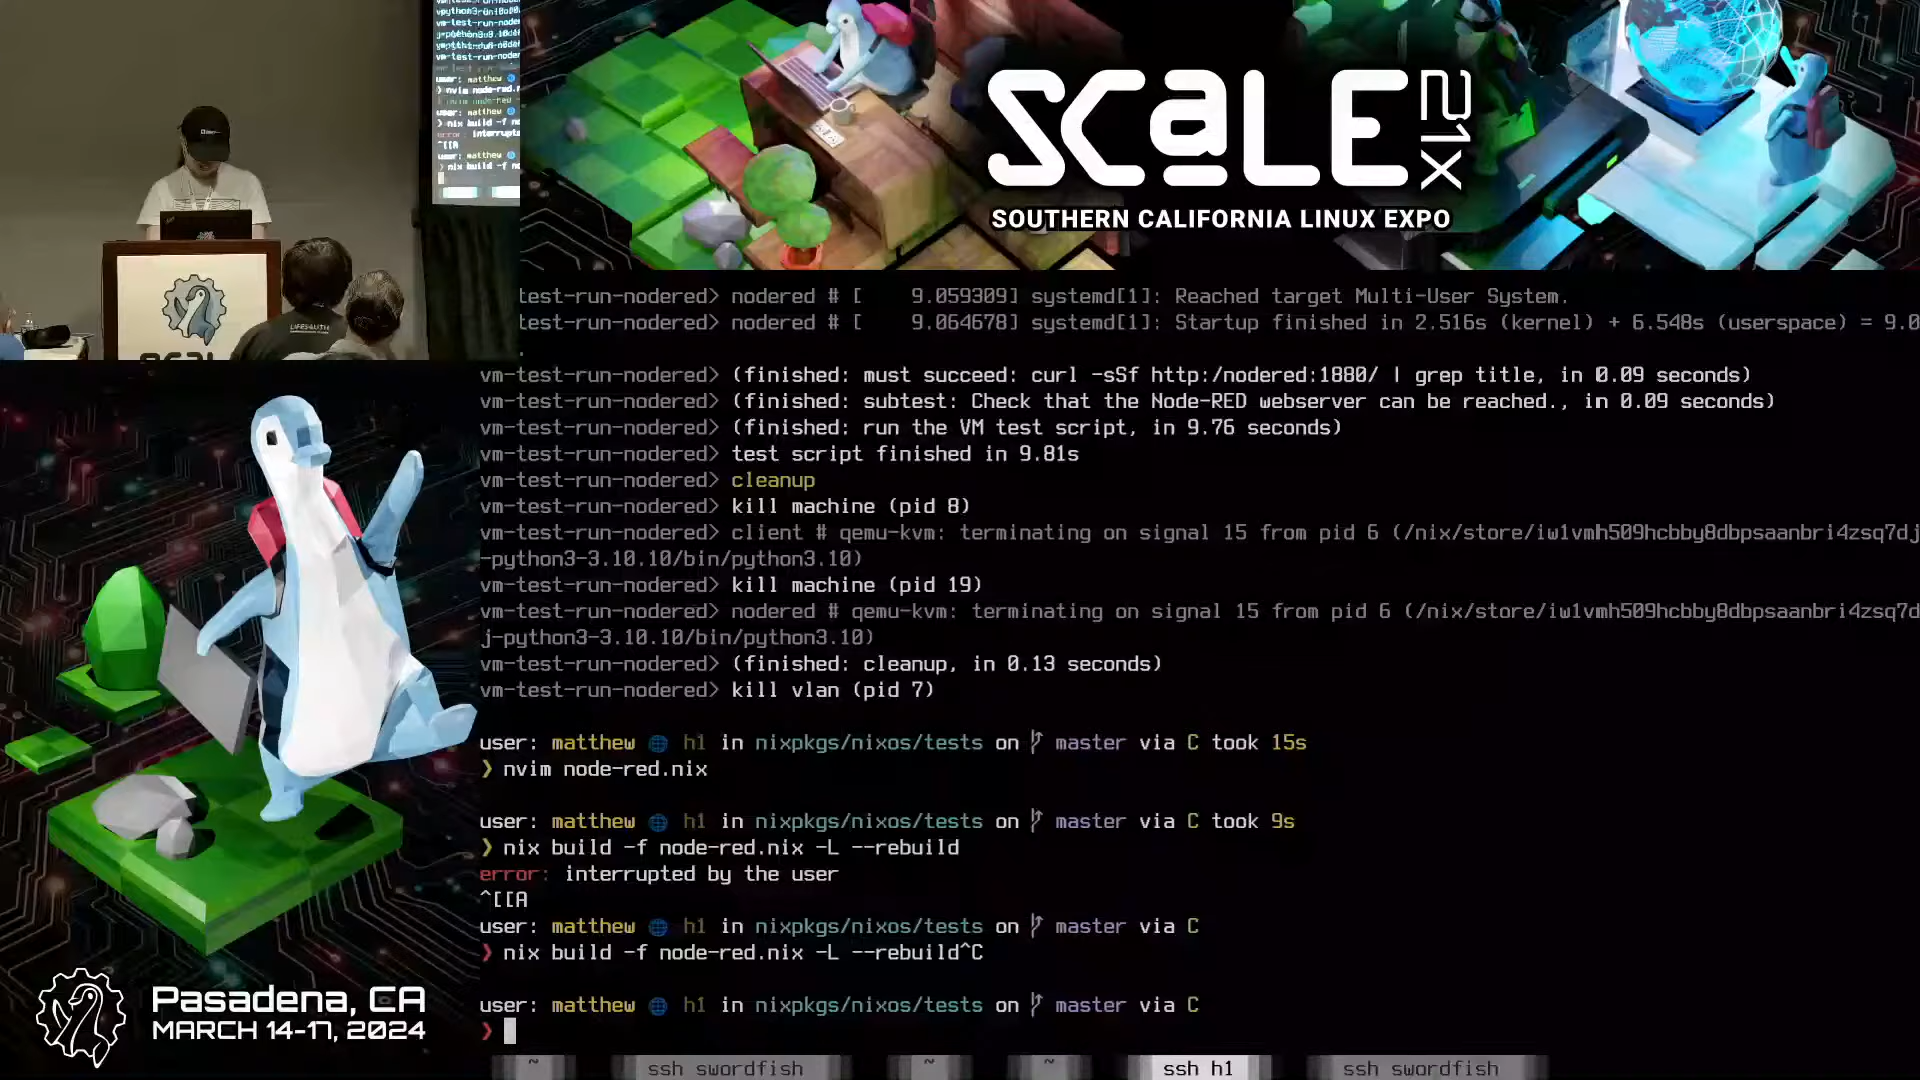 SCaLE 21X
SOUTHERN CALIFORNIA LINUX EXPO
user: matthew
user: matthew
^[[A
user: matthew
SCALE
test-run-nodered> nodered # [    9.059309] systemd[1]: Reached target Multi-User System.
test-run-nodered> nodered # [    9.064678] systemd[1]: Startup finished in 2.516s (kernel) + 6.548s (userspace) = 9.0
.
vm-test-run-nodered> (finished: must succeed: curl -sSf http:/nodered:1880/ | grep title, in 0.09 seconds)
vm-test-run-nodered> (finished: subtest: Check that the Node-RED webserver can be reached., in 0.09 seconds)
vm-test-run-nodered> (finished: run the VM test script, in 9.76 seconds)
vm-test-run-nodered> test script finished in 9.81s
vm-test-run-nodered> cleanup
vm-test-run-nodered> kill machine (pid 8)
vm-test-run-nodered> client # qemu-kvm: terminating on signal 15 from pid 6 (/nix/store/iw1vmh509hcbby8dbpsaanbri4zsq7dj
-python3-3.10.10/bin/python3.10)
vm-test-run-nodered> kill machine (pid 19)
vm-test-run-nodered> nodered # qemu-kvm: terminating on signal 15 from pid 6 (/nix/store/iw1vmh509hcbby8dbpsaanbri4zsq7d
j-python3-3.10.10/bin/python3.10)
vm-test-run-nodered> (finished: cleanup, in 0.13 seconds)
vm-test-run-nodered> kill vlan (pid 7)
user: matthew 🌐 h1 in nixpkgs/nixos/tests on master via C took 15s
❯ nvim node-red.nix
user: matthew 🌐 h1 in nixpkgs/nixos/tests on master via C took 9s
❯ nix build -f node-red.nix -L --rebuild
error: interrupted by the user
^[[A
user: matthew 🌐 h1 in nixpkgs/nixos/tests on master via C
❯ nix build -f node-red.nix -L --rebuild^C
user: matthew 🌐 h1 in nixpkgs/nixos/tests on master via C
❯
~ ssh swordfish ~ ~ ssh h1 ssh swordfish
Pasadena, CA
MARCH 14-17, 2024